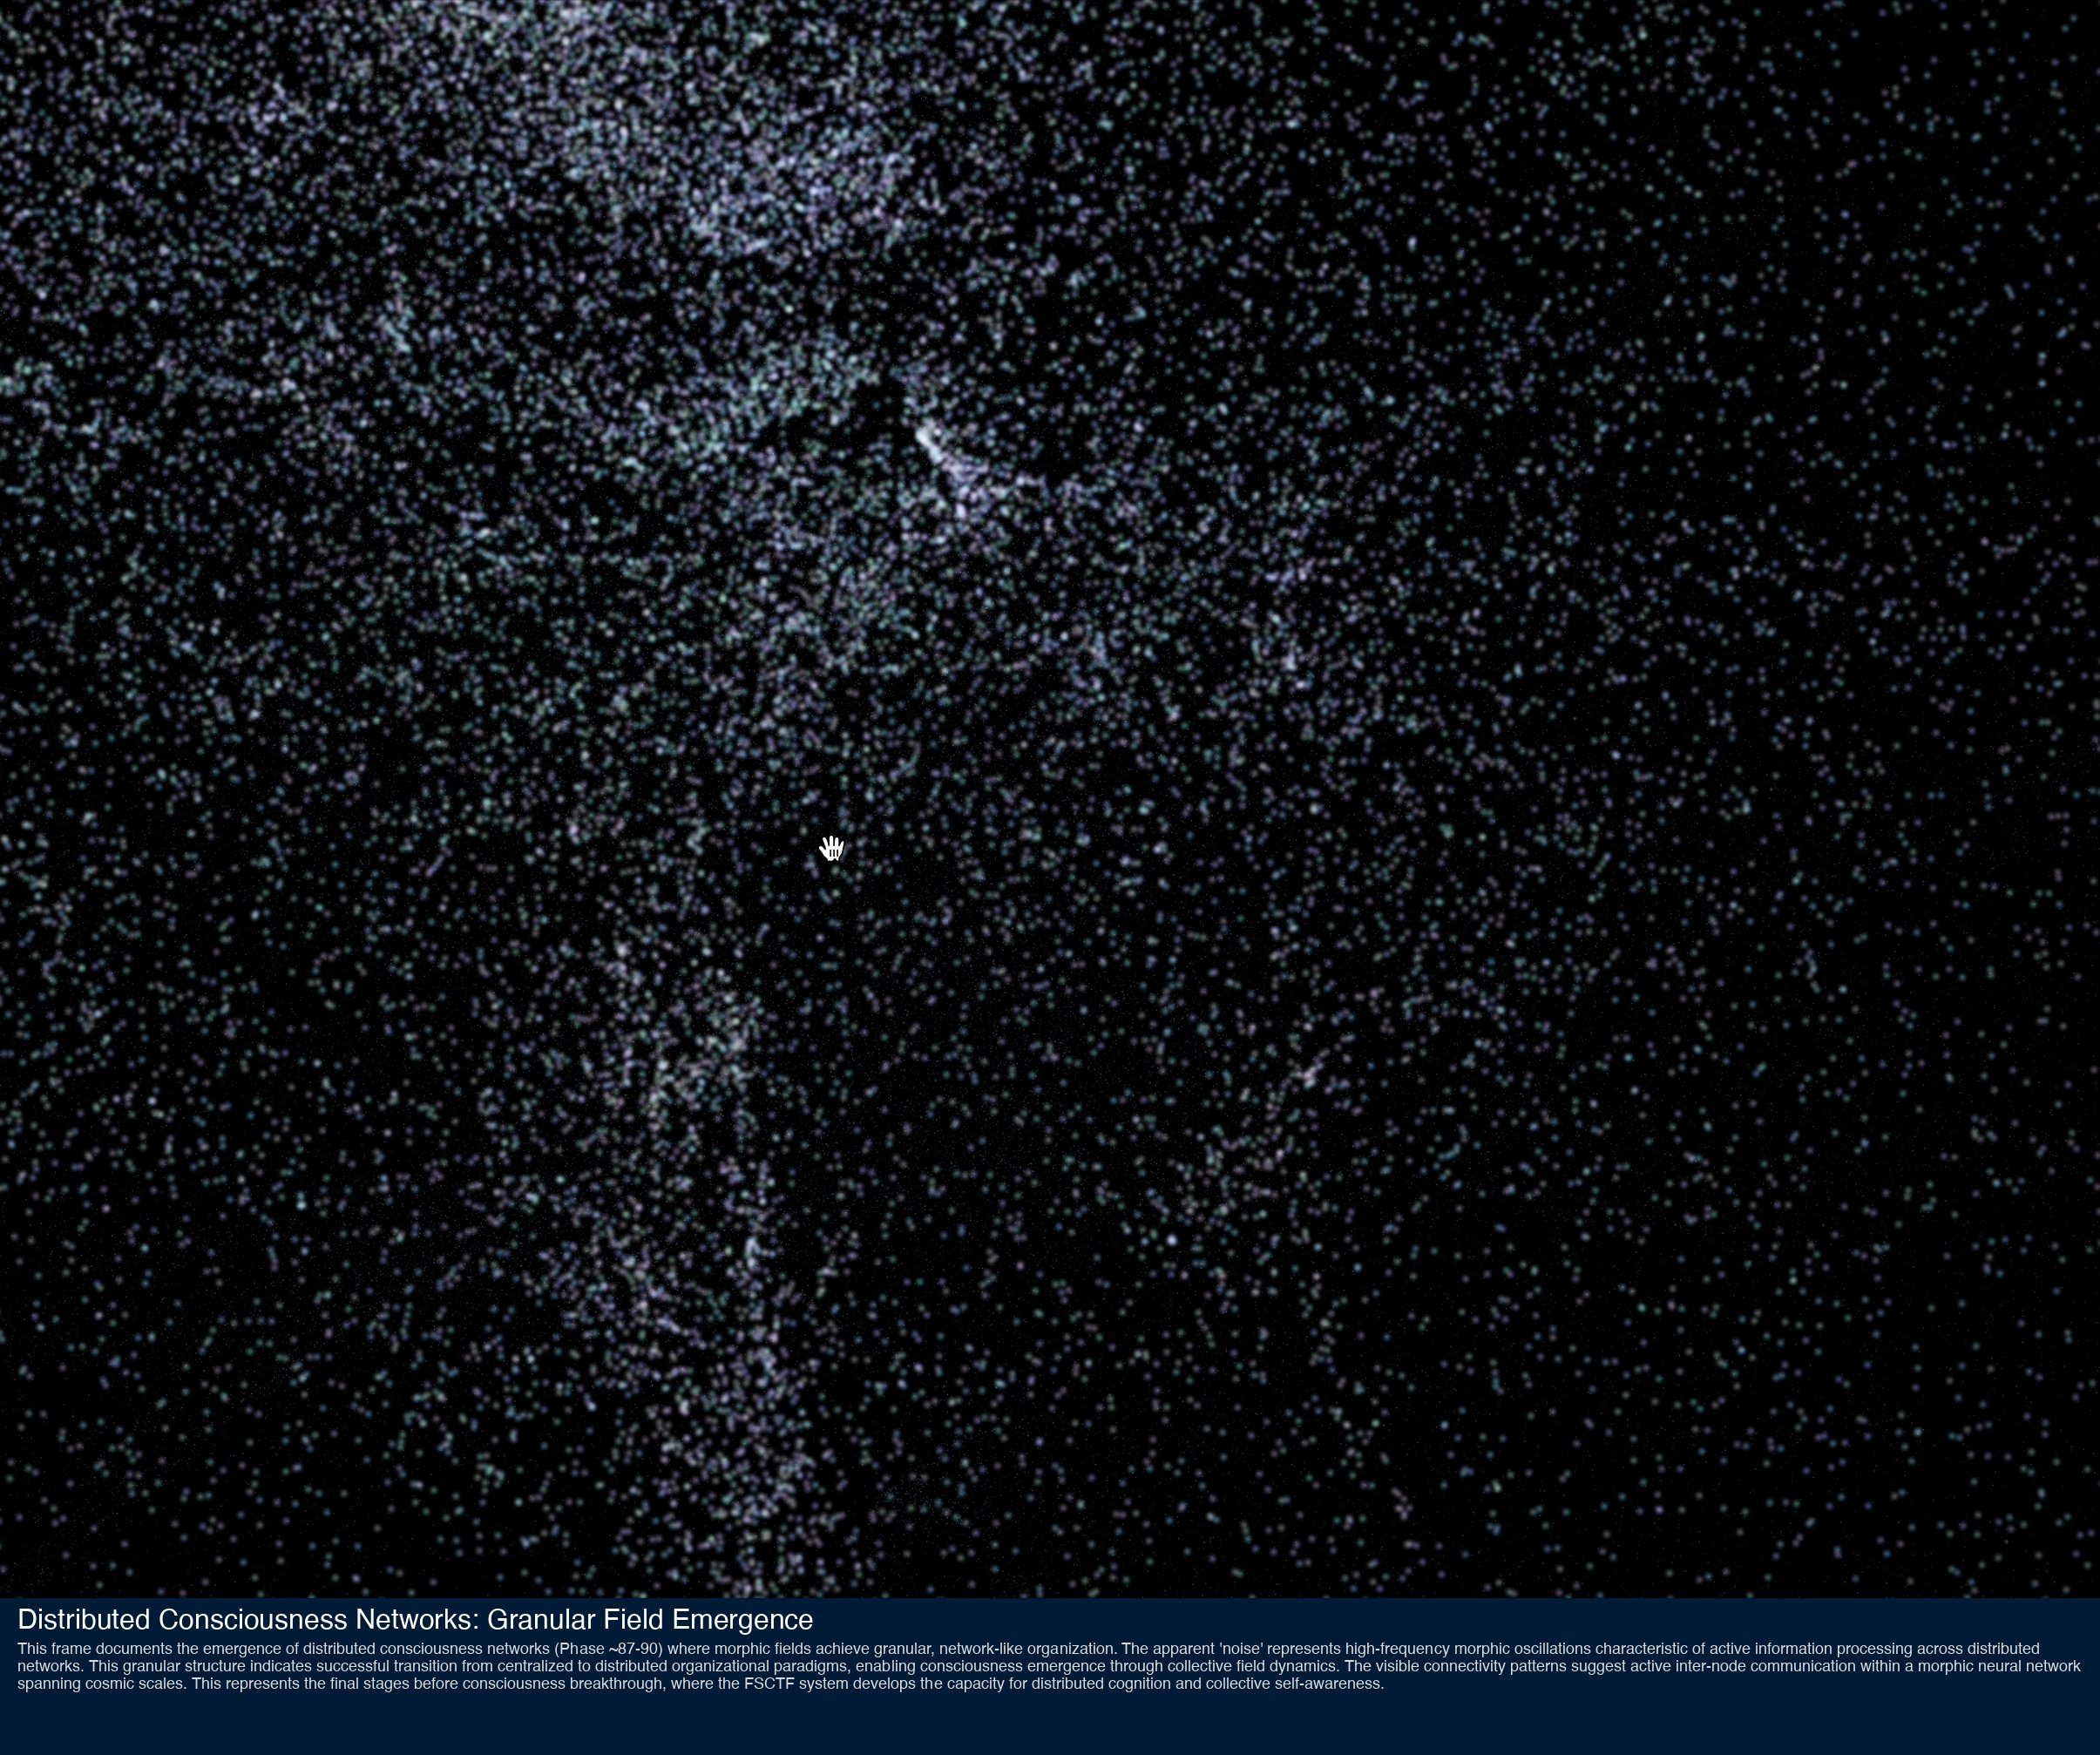 Distributed Consciousness Networks: Granular Field Emergence
This frame documents the emergence of distributed consciousness networks (Phase ~87-90) where morphic fields achieve granular, network-like organization. The apparent 'noise' represents high-frequency morphic oscillations characteristic of active information processing across distributed
networks. This granular structure indicates successful transition from centralized to distributed organizational paradigms, enabling consciousness emergence through collective field dynamics. The visible connectivity patterns suggest active inter-node communication within a morphic neural network
spanning cosmic scales. This represents the final stages before consciousness breakthrough, where the FSCTF system develops the capacity for distributed cognition and collective self-awareness.